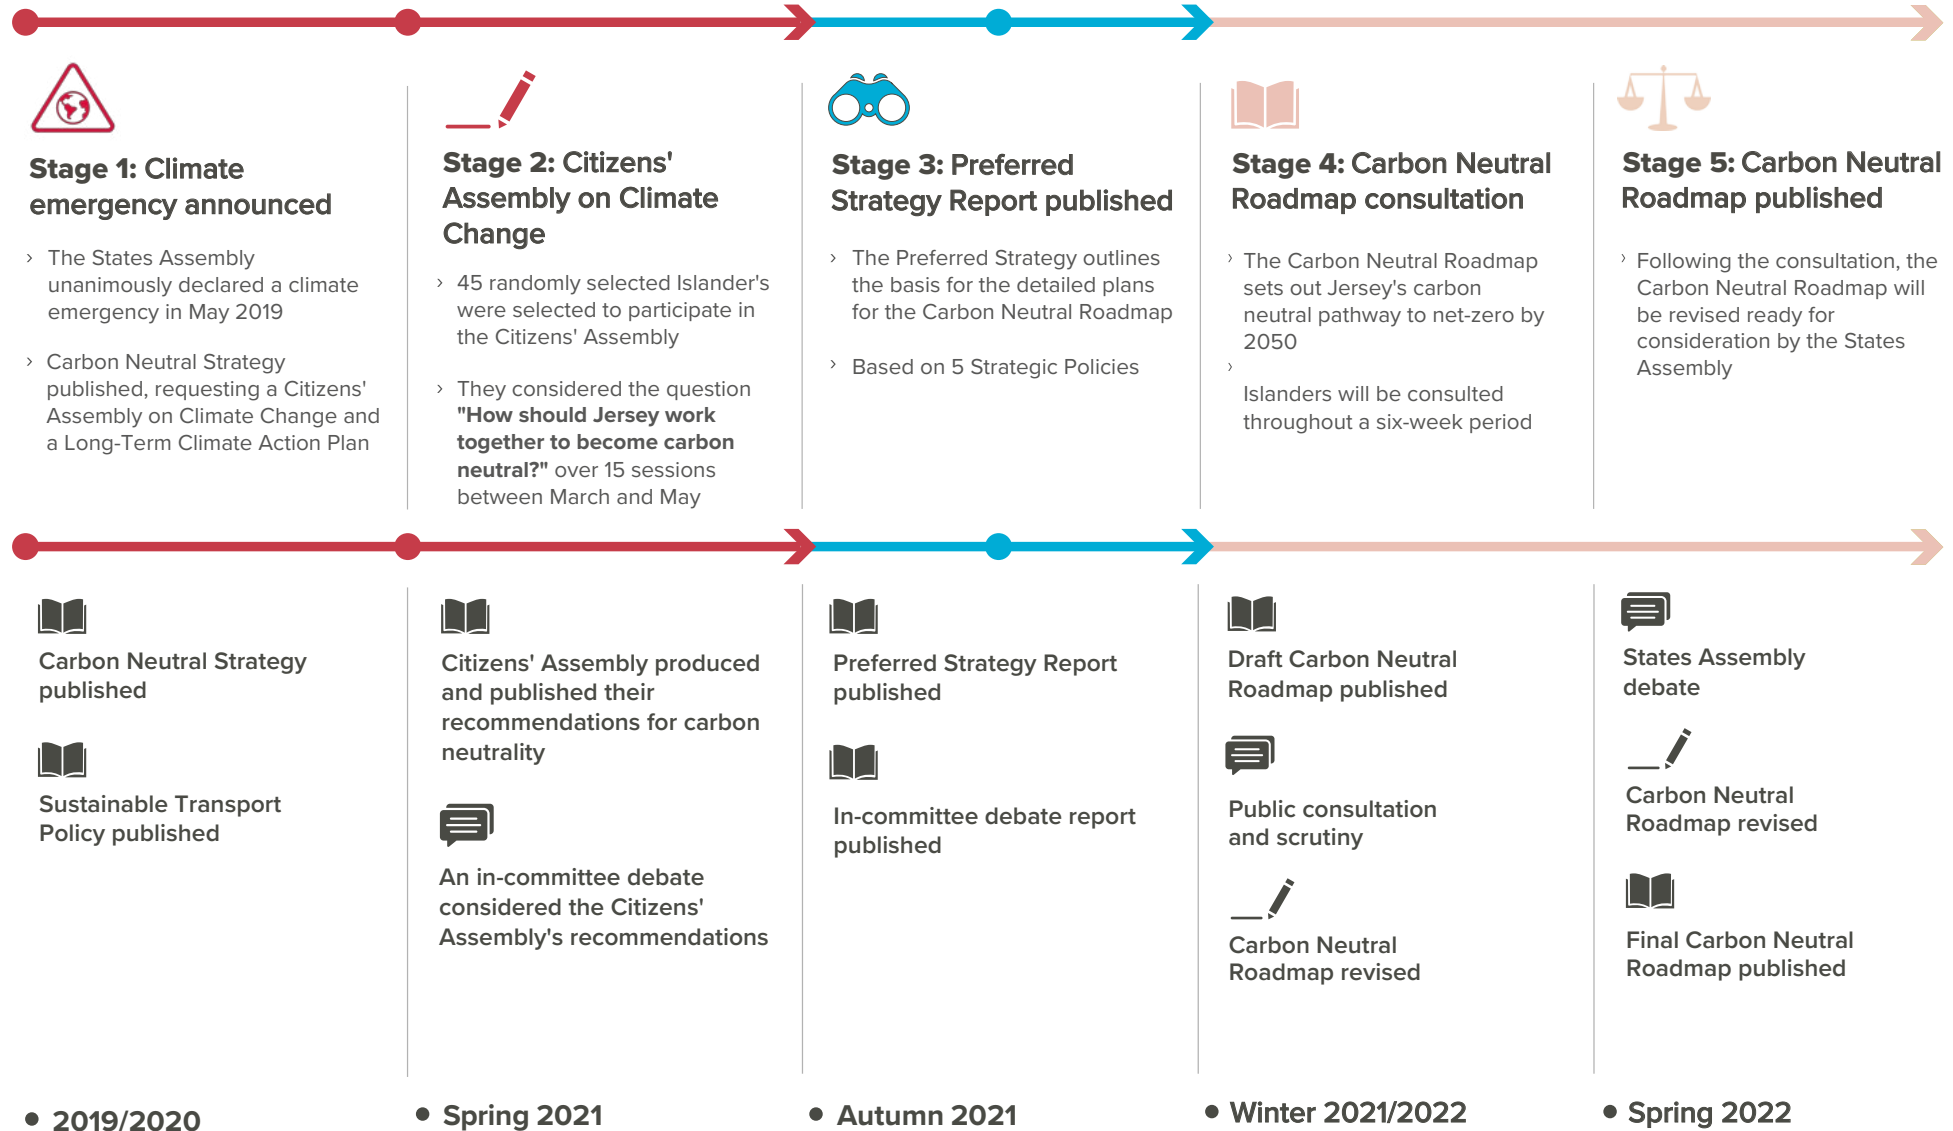 Stage 1: Climate
emergency announced
› The States Assembly
unanimously declared a climate
emergency in May 2019
› Carbon Neutral Strategy
published, requesting a Citizens'
Assembly on Climate Change and
a Long-Term Climate Action Plan
Stage 2: Citizens'
Assembly on Climate
Change
› 45 randomly selected Islander's
were selected to participate in
the Citizens' Assembly
› They considered the question
"How should Jersey work
together to become carbon
neutral?" over 15 sessions
between March and May
Stage 3: Preferred
Strategy Report published
› The Preferred Strategy outlines
the basis for the detailed plans
for the Carbon Neutral Roadmap
› Based on 5 Strategic Policies
Stage 4: Carbon Neutral
Roadmap consultation
› The Carbon Neutral Roadmap
sets out Jersey's carbon
neutral pathway to net-zero by
2050
›
Islanders will be consulted
throughout a six-week period
Stage 5: Carbon Neutral
Roadmap published
› Following the consultation, the
Carbon Neutral Roadmap will
be revised ready for
consideration by the States
Assembly
Carbon Neutral Strategy
published
Sustainable Transport
Policy published
Citizens' Assembly produced
and published their
recommendations for carbon
neutrality
An in-committee debate
considered the Citizens'
Assembly's recommendations
Preferred Strategy Report
published
In-committee debate report
published
Draft Carbon Neutral
Roadmap published
Public consultation
and scrutiny
Carbon Neutral
Roadmap revised
States Assembly
debate
Carbon Neutral
Roadmap revised
Final Carbon Neutral
Roadmap published
• 2019/2020
• Spring 2021
• Autumn 2021
• Winter 2021/2022
• Spring 2022